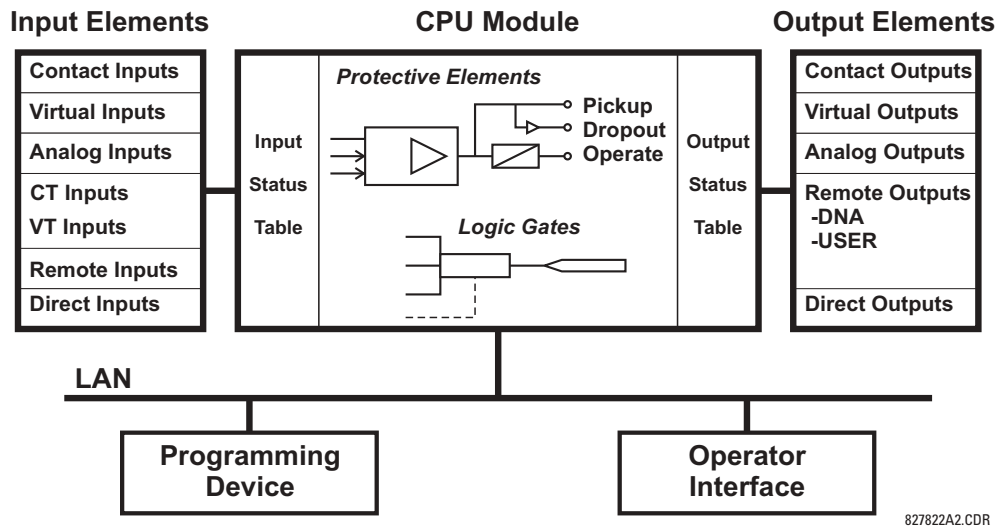 Input Elements
CPU Module
Output Elements
Contact Inputs
Virtual Inputs
Analog Inputs
CT Inputs
VT Inputs
Remote Inputs
Direct Inputs
Input
Status
Table
Protective Elements
Pickup
Dropout
Operate
Logic Gates
Output
Status
Table
Contact Outputs
Virtual Outputs
Analog Outputs
Remote Outputs
-DNA
-USER
Direct Outputs
LAN
Programming
Device
Operator
Interface
827822A2.CDR